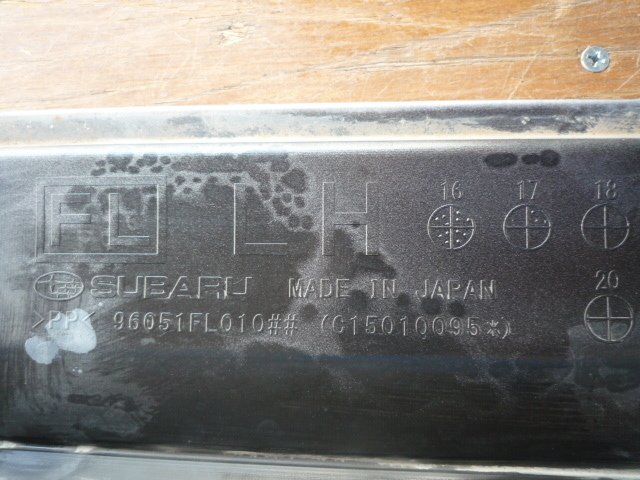 FL LH 16 17 18
SUBARU MADE IN JAPAN 20
>PP< 96051FL010## (C15010095*)